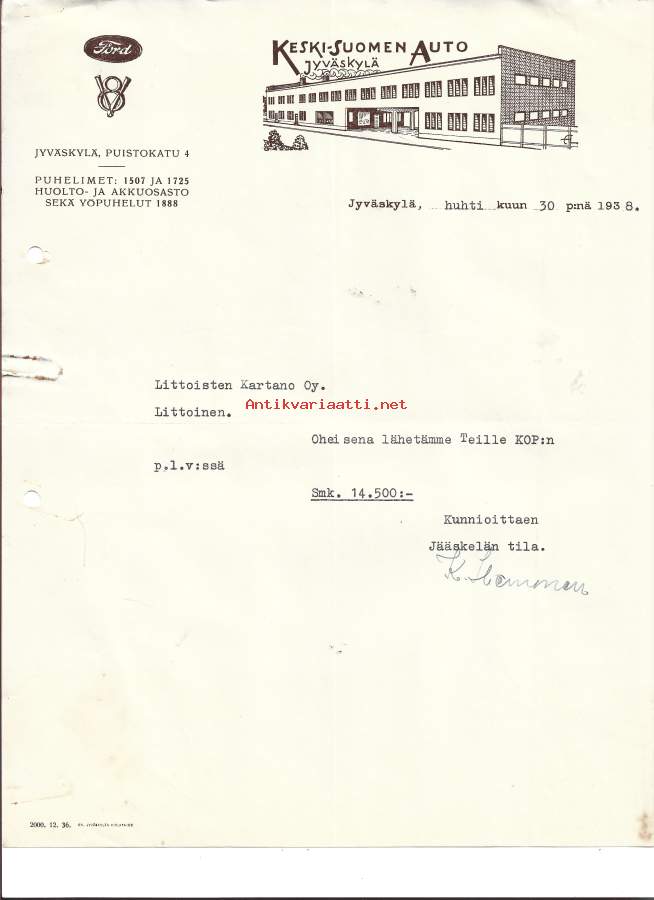 Ford
V8
KESKI-SUOMEN AUTO
JYVÄSKYLÄ
JYVÄSKYLÄ, PUISTOKATU 4
PUHELIMET: 1507 JA 1725
HUOLTO- JA AKKUOSASTO
SEKÄ YÖPUHELUT 1888
Jyväskylä, huhti kuun 30 p:nä 1938.
Littoisten Kartano Oy.
Antikvariaatti.net
Littoinen.
Oheisena lähetämme Teille KOP:n
p.l.v:ssä
Smk. 14.500:-
Kunnioittaen
Jääskelän tila.
K.
2000. 12. 36.